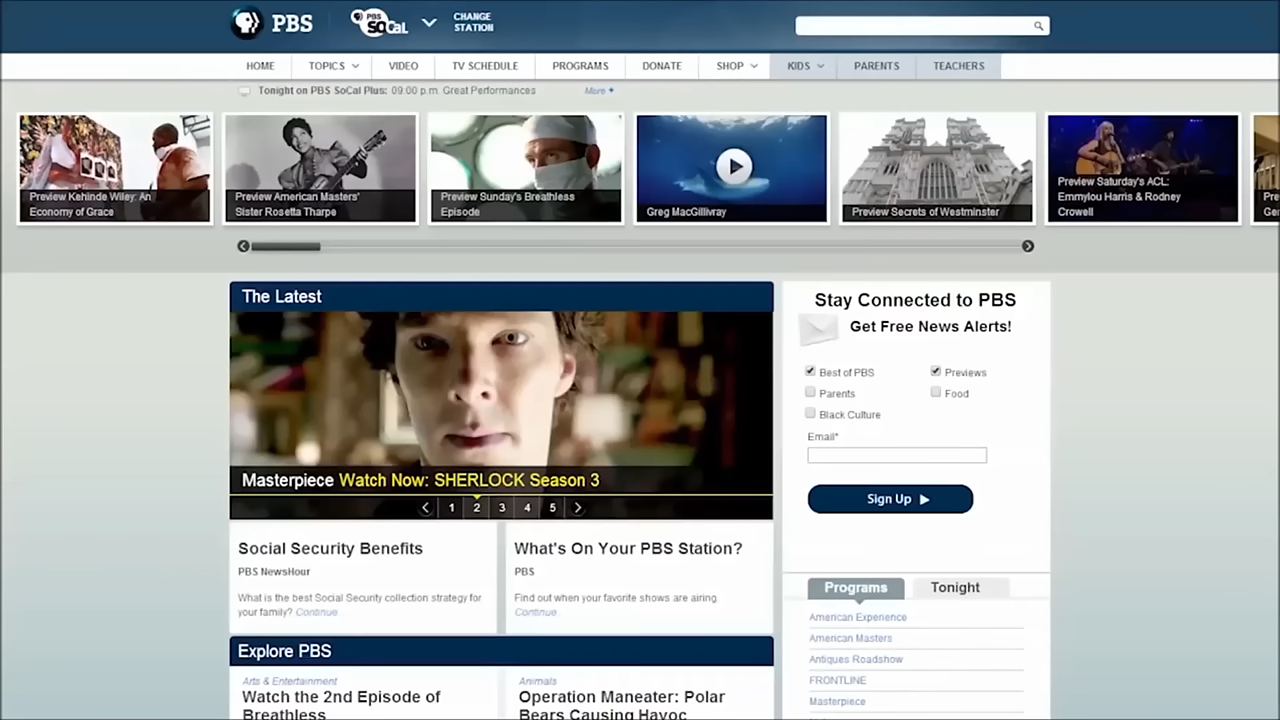 PBS
PBS
SOCAL
CHANGE
STATION
HOME
TOPICS
VIDEO
TV SCHEDULE
PROGRAMS
DONATE
SHOP
KIDS
PARENTS
TEACHERS
Tonight on PBS SoCal Plus: 09:00 p.m. Great Performances
More +
Preview Kehinde Wiley: An
Economy of Grace
Preview American Masters'
Sister Rosetta Tharpe
Preview Sunday's Breathless
Episode
Greg MacGillivray
Preview Secrets of Westminster
Preview Saturday's ACL:
Emmylou Harris & Rodney
Crowell
The Latest
Masterpiece Watch Now: SHERLOCK Season 3
1 2 3 4 5
Social Security Benefits
PBS NewsHour
What is the best Social Security collection strategy for
your family? Continue
What's On Your PBS Station?
PBS
Find out when your favorite shows are airing.
Continue
Explore PBS
Arts & Entertainment
Watch the 2nd Episode of
Breathless
Animals
Operation Maneater: Polar
Bears Causing Havoc
Stay Connected to PBS
Get Free News Alerts!
Best of PBS
Previews
Parents
Food
Black Culture
Email*
Sign Up
Programs
Tonight
American Experience
American Masters
Antiques Roadshow
FRONTLINE
Masterpiece